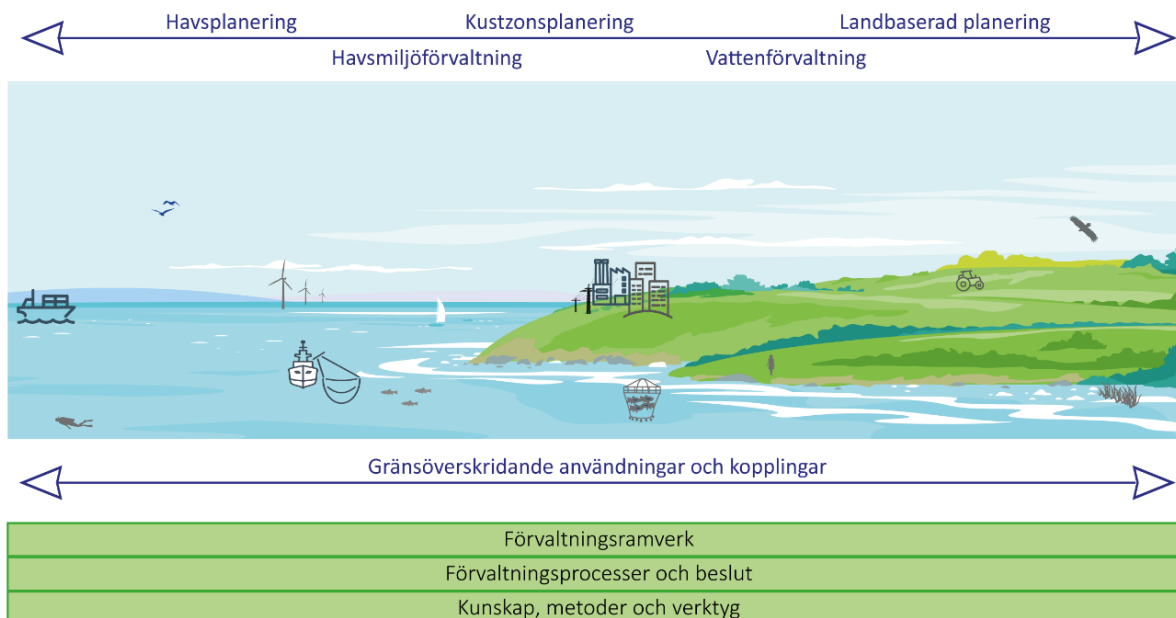 Havsplanering Kustzonsplanering Landbaserad planering
Havsmiljöförvaltning Vattenförvaltning
Gränsöverskridande användningar och kopplingar
Förvaltningsramverk
Förvaltningsprocesser och beslut
Kunskap, metoder och verktyg